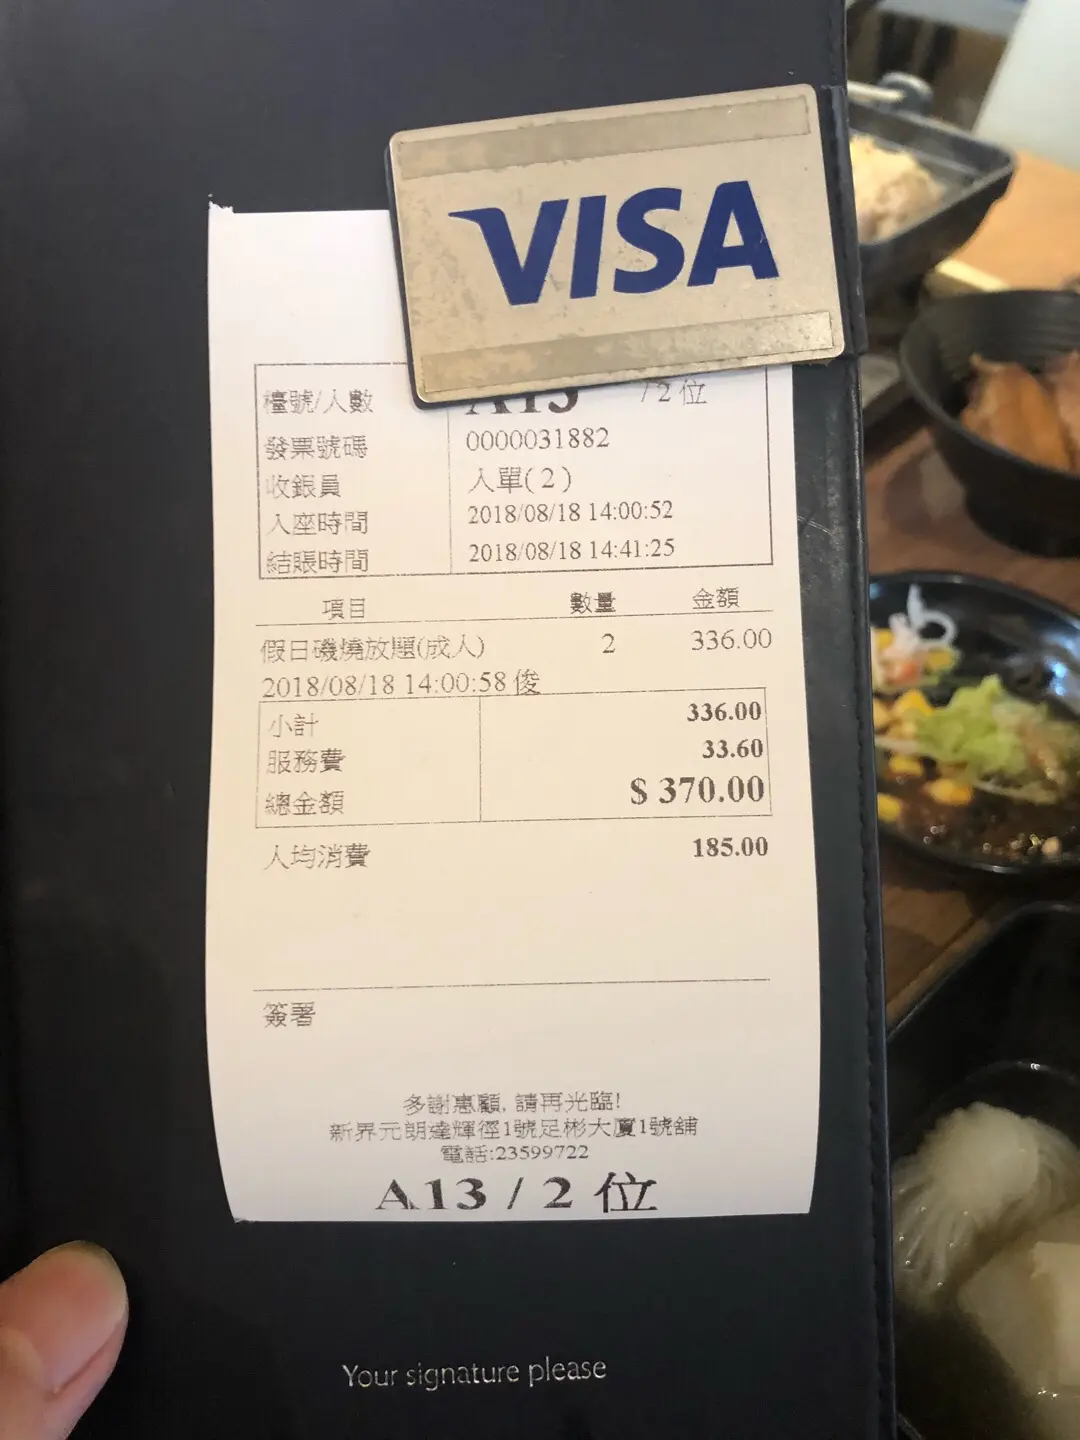 VISA
檯號/人數 A13 / 2 位
發票號碼 0000031882
收銀員 入單( 2 )
入座時間 2018/08/18 14:00:52
結賬時間 2018/08/18 14:41:25
項目 數量 金額
假日磯燒放題(成人) 2 336.00
2018/08/18 14:00:58 俊
小計 336.00
服務費 33.60
總金額 $ 370.00
人均消費 185.00
簽署
多謝惠顧, 請再光臨!
新界元朗達輝徑1號足彬大廈1號舖
電話:23599722
A13 / 2 位
Your signature please